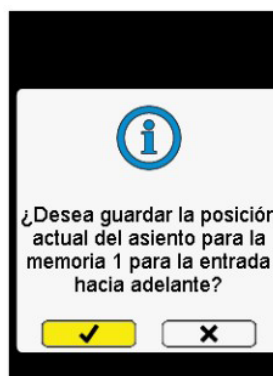 ¿Desea guardar la posición
actual del asiento para la
memoria 1 para la entrada
hacia adelante?